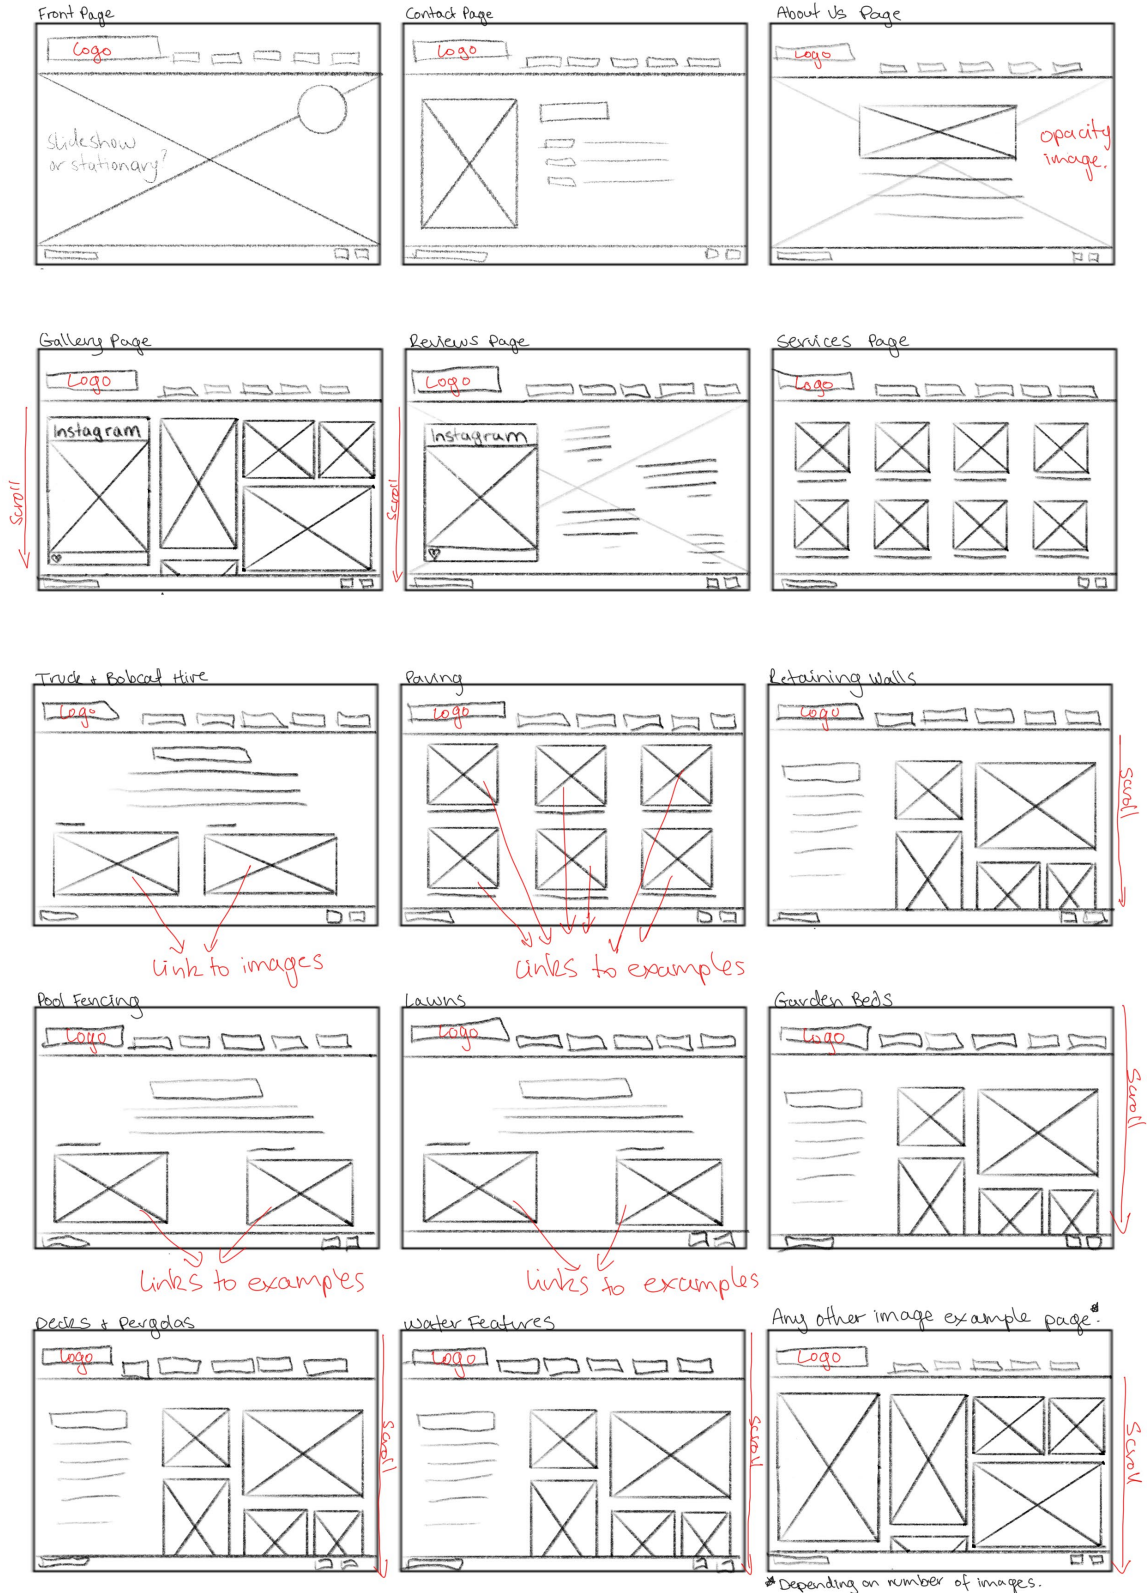 Front Page
Logo
slideshow
or stationary?
Contact Page
Logo
About Us Page
Logo
opacity
image.
Gallery Page
Logo
Instagram
Scroll
Reviews Page
Logo
Instagram
Scroll
Services Page
Logo
Truck & Bobcat Hire
Logo
Link to images
Paving
Logo
Links to examples
Retaining Walls
Logo
Scroll
Pool Fencing
Logo
Links to examples
Lawns
Logo
Links to examples
Garden Beds
Logo
Scroll
Decks & Pergolas
Logo
Scroll
Water Features
Logo
Scroll
Any other image example page*.
Logo
Scroll
* Depending on number of images.